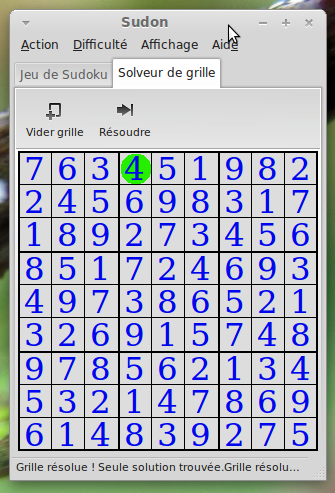 Sudon
Action Difficulté Affichage Aide
Jeu de Sudoku Solveur de grille
Vider grille Résoudre
7 6 3 4 5 1 9 8 2
2 4 5 6 9 8 3 1 7
1 8 9 2 7 3 4 5 6
8 5 1 7 2 4 6 9 3
4 9 7 3 8 6 5 2 1
3 2 6 9 1 5 7 4 8
9 7 8 5 6 2 1 3 4
5 3 2 1 4 7 8 6 9
6 1 4 8 3 9 2 7 5
Grille résolue ! Seule solution trouvée.Grille résolu...